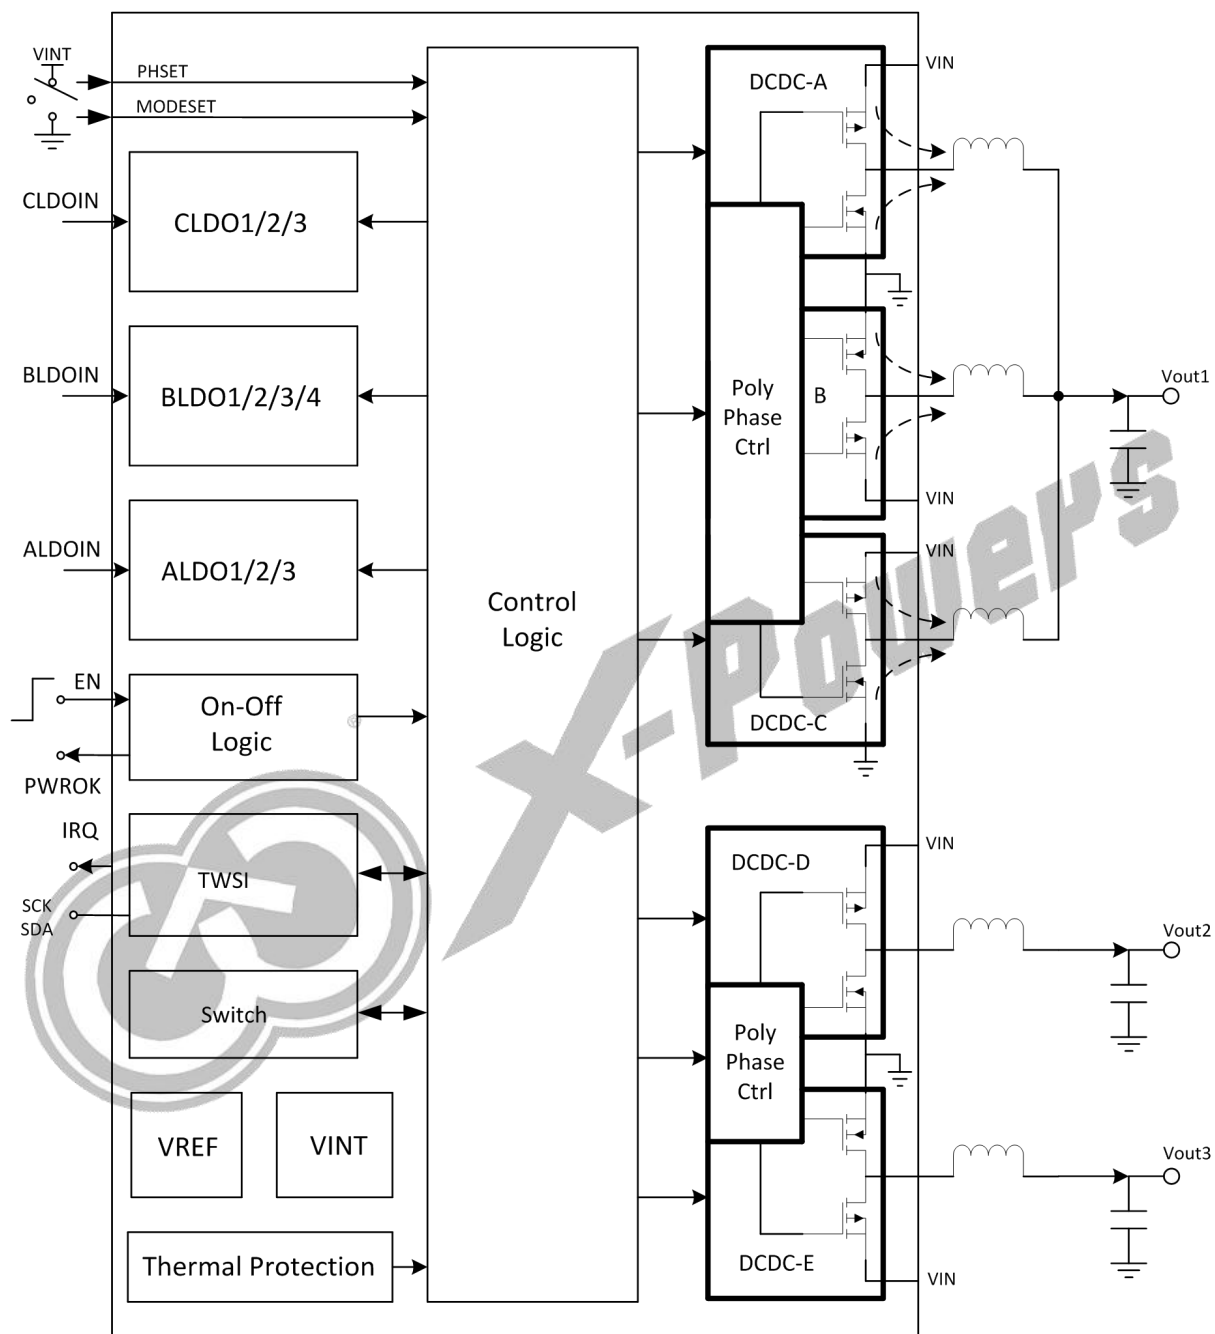 VINT
PHSET
MODESET
CLDOIN
CLDO1/2/3
BLDOIN
BLDO1/2/3/4
ALDOIN
ALDO1/2/3
EN
On-Off
Logic
PWROK
IRQ
TWSI
SCK
SDA
Switch
VREF
VINT
Thermal Protection
Control
Logic
DCDC-A
VIN
Poly
Phase
Ctrl
B
VIN
Vout1
VIN
DCDC-C
X-Powers
DCDC-D
VIN
Vout2
Poly
Phase
Ctrl
Vout3
DCDC-E
VIN